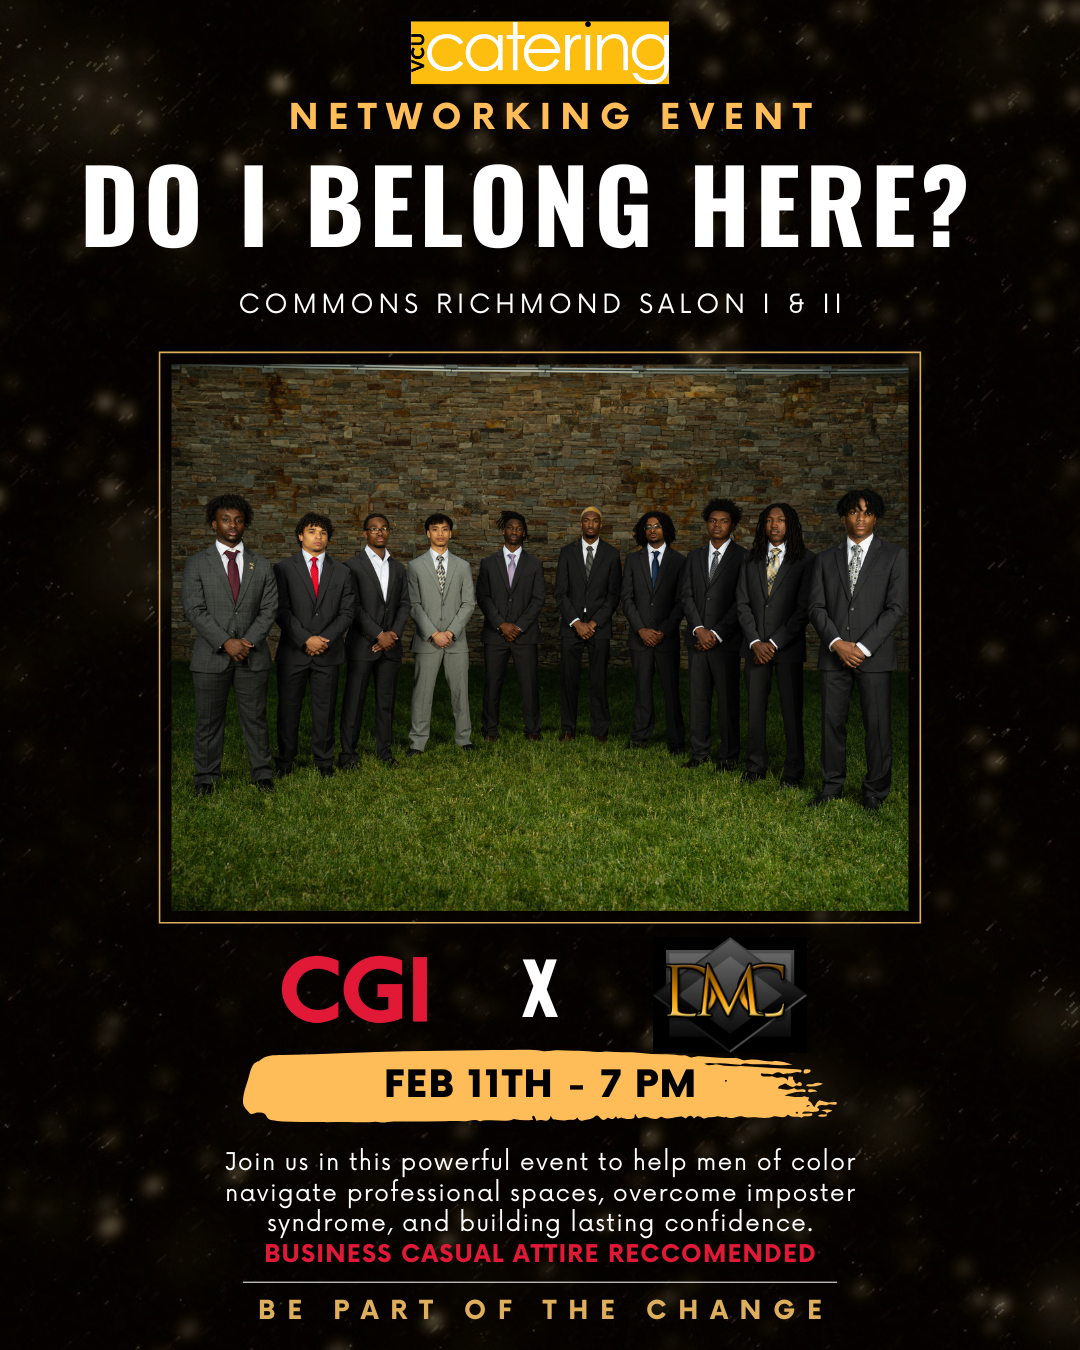 VCU catering
NETWORKING EVENT
DO I BELONG HERE?
COMMONS RICHMOND SALON I & II
CGI X DMC
FEB 11TH - 7 PM
Join us in this powerful event to help men of color
navigate professional spaces, overcome imposter
syndrome, and building lasting confidence.
BUSINESS CASUAL ATTIRE RECCOMENDED
BE PART OF THE CHANGE